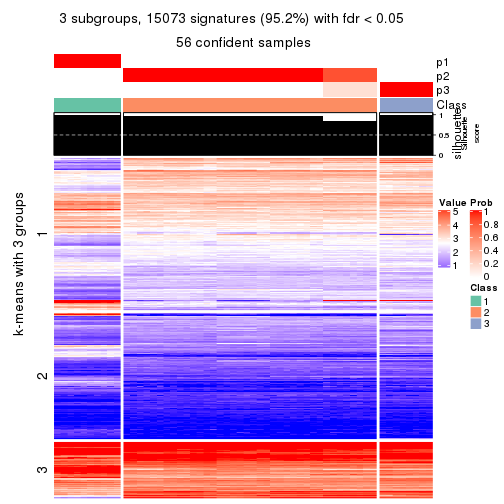 3 subgroups, 15073 signatures (95.2%) with fdr < 0.05
56 confident samples
p1
p2
p3
Class
1
0.5
0
silhouette
Silhouette
score
k-means with 3 groups
1
2
3
Value
5
4
3
2
1
Prob
1
0.8
0.6
0.4
0.2
0
Class
1
2
3